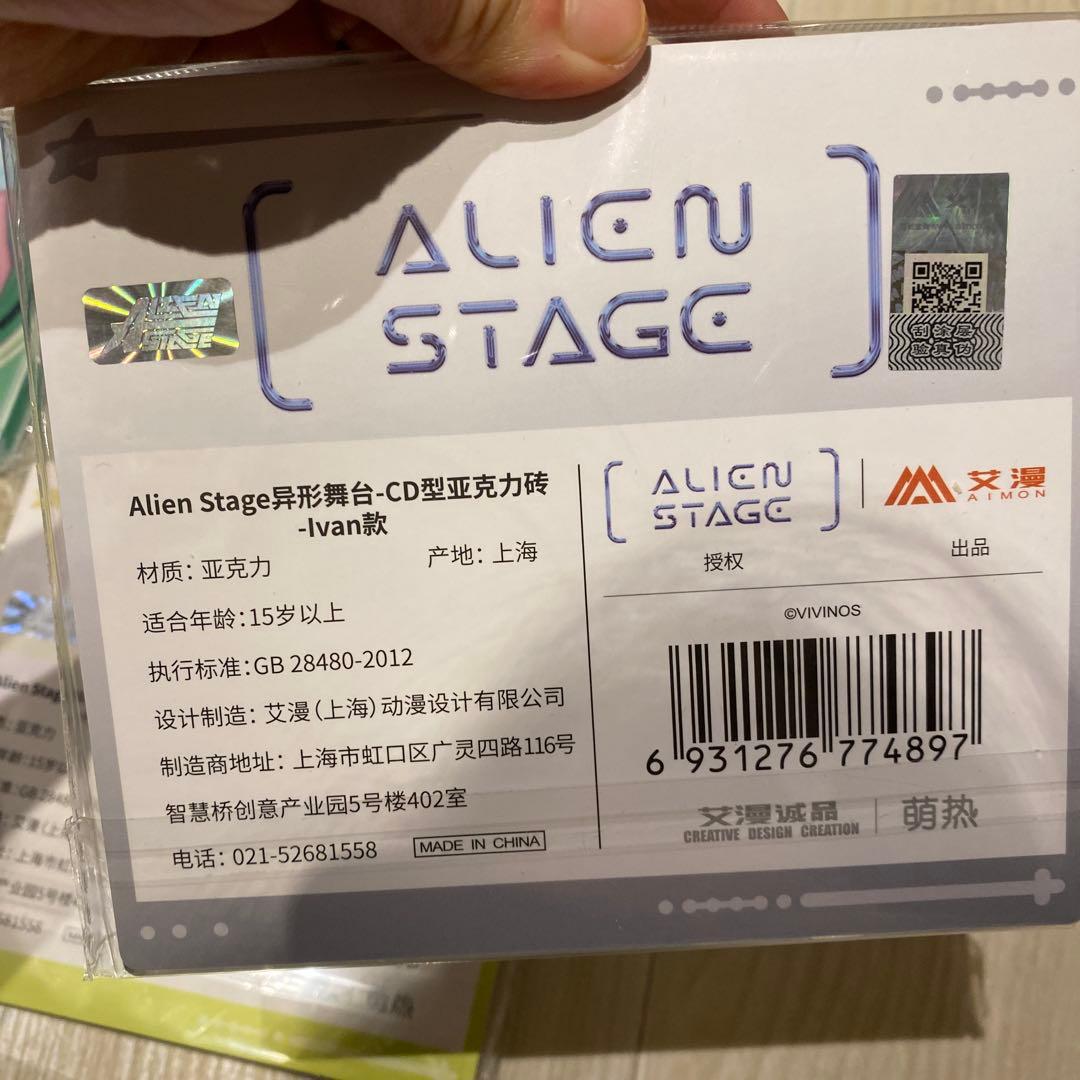 ALIEN
STAGE
ALIEN
STAGE
刮涂层
验真伪
Alien Stage异形舞台-CD型亚克力砖
-Ivan款
材质：亚克力
产地：上海
适合年龄：15岁以上
执行标准：GB 28480-2012
设计制造：艾漫（上海）动漫设计有限公司
制造商地址：上海市虹口区广灵四路116号
智慧桥创意产业园5号楼402室
电话：021-52681558
MADE IN CHINA
ALIEN
STAGE
授权
艾漫
AIMON
出品
©VIVINOS
6 931276 774897
艾漫诚品
CREATIVE DESIGN CREATION
萌热